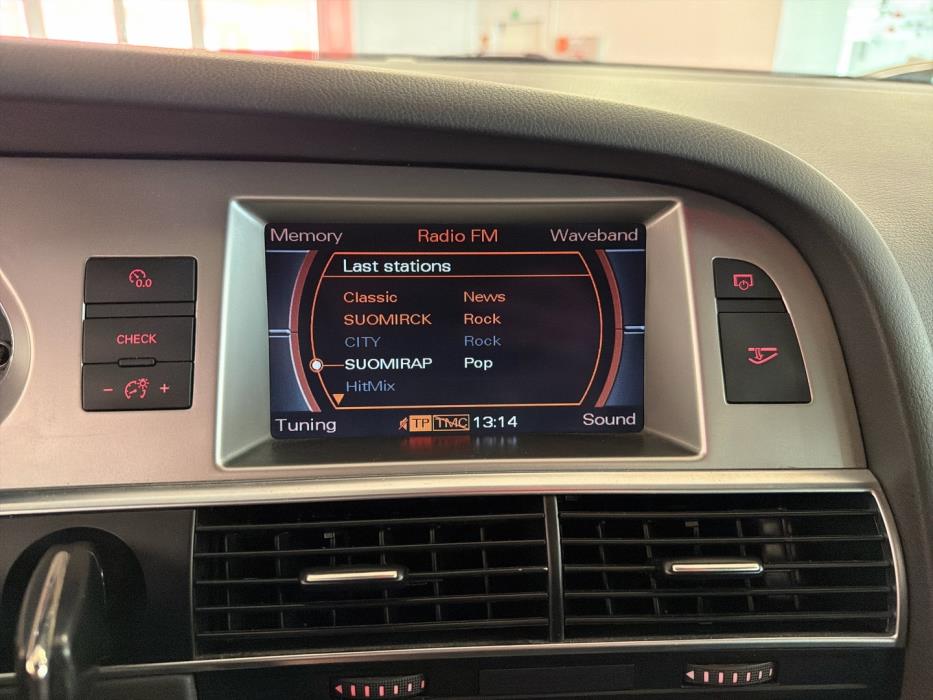 Memory Radio FM Waveband
Last stations
Classic News
SUOMIRCK Rock
CITY Rock
SUOMIRAP Pop
HitMix
Tuning TP TMC 13:14 Sound
0.0
CHECK
- +